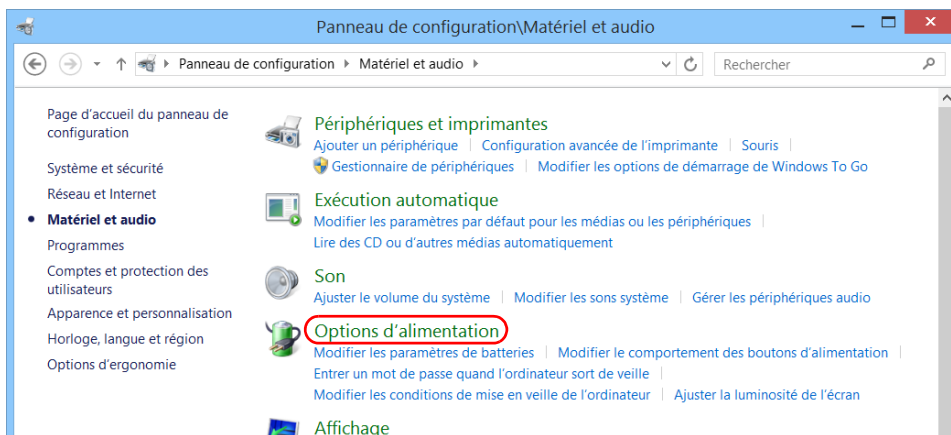 Panneau de configuration\Matériel et audio
Panneau de configuration Matériel et audio
Rechercher
Page d'accueil du panneau de
configuration
Système et sécurité
Réseau et Internet
Matériel et audio
Programmes
Comptes et protection des
utilisateurs
Apparence et personnalisation
Horloge, langue et région
Options d'ergonomie
Périphériques et imprimantes
Ajouter un périphérique | Configuration avancée de l'imprimante | Souris |
Gestionnaire de périphériques | Modifier les options de démarrage de Windows To Go
Exécution automatique
Modifier les paramètres par défaut pour les médias ou les périphériques |
Lire des CD ou d'autres médias automatiquement
Son
Ajuster le volume du système | Modifier les sons système | Gérer les périphériques audio
Options d'alimentation
Modifier les paramètres de batteries | Modifier le comportement des boutons d'alimentation |
Entrer un mot de passe quand l'ordinateur sort de veille |
Modifier les conditions de mise en veille de l'ordinateur | Ajuster la luminosité de l'écran
Affichage